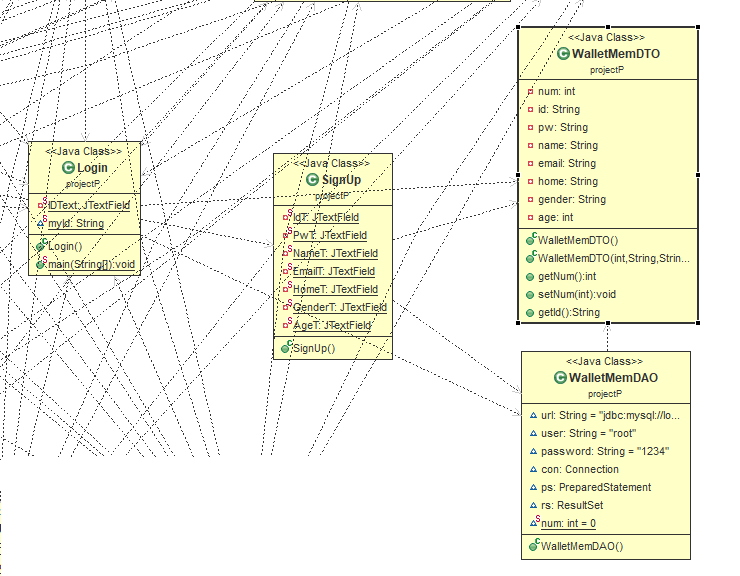 <<Java Class>>
WalletMemDTO
projectP
num: int
id: String
pw: String
name: String
email: String
home: String
gender: String
age: int
WalletMemDTO()
WalletMemDTO(int,String,Strin...
getNum():int
setNum(int):void
getId():String
<<Java Class>>
Login
projectP
IDText: JTextField
myId: String
Login()
main(String[]):void
<<Java Class>>
SignUp
projectP
IdT: JTextField
PwT: JTextField
NameT: JTextField
EmailT: JTextField
HomeT: JTextField
GenderT: JTextField
AgeT: JTextField
SignUp()
<<Java Class>>
WalletMemDAO
projectP
url: String = "jdbc:mysql://lo...
user: String = "root"
password: String = "1234"
con: Connection
ps: PreparedStatement
rs: ResultSet
num: int = 0
WalletMemDAO()